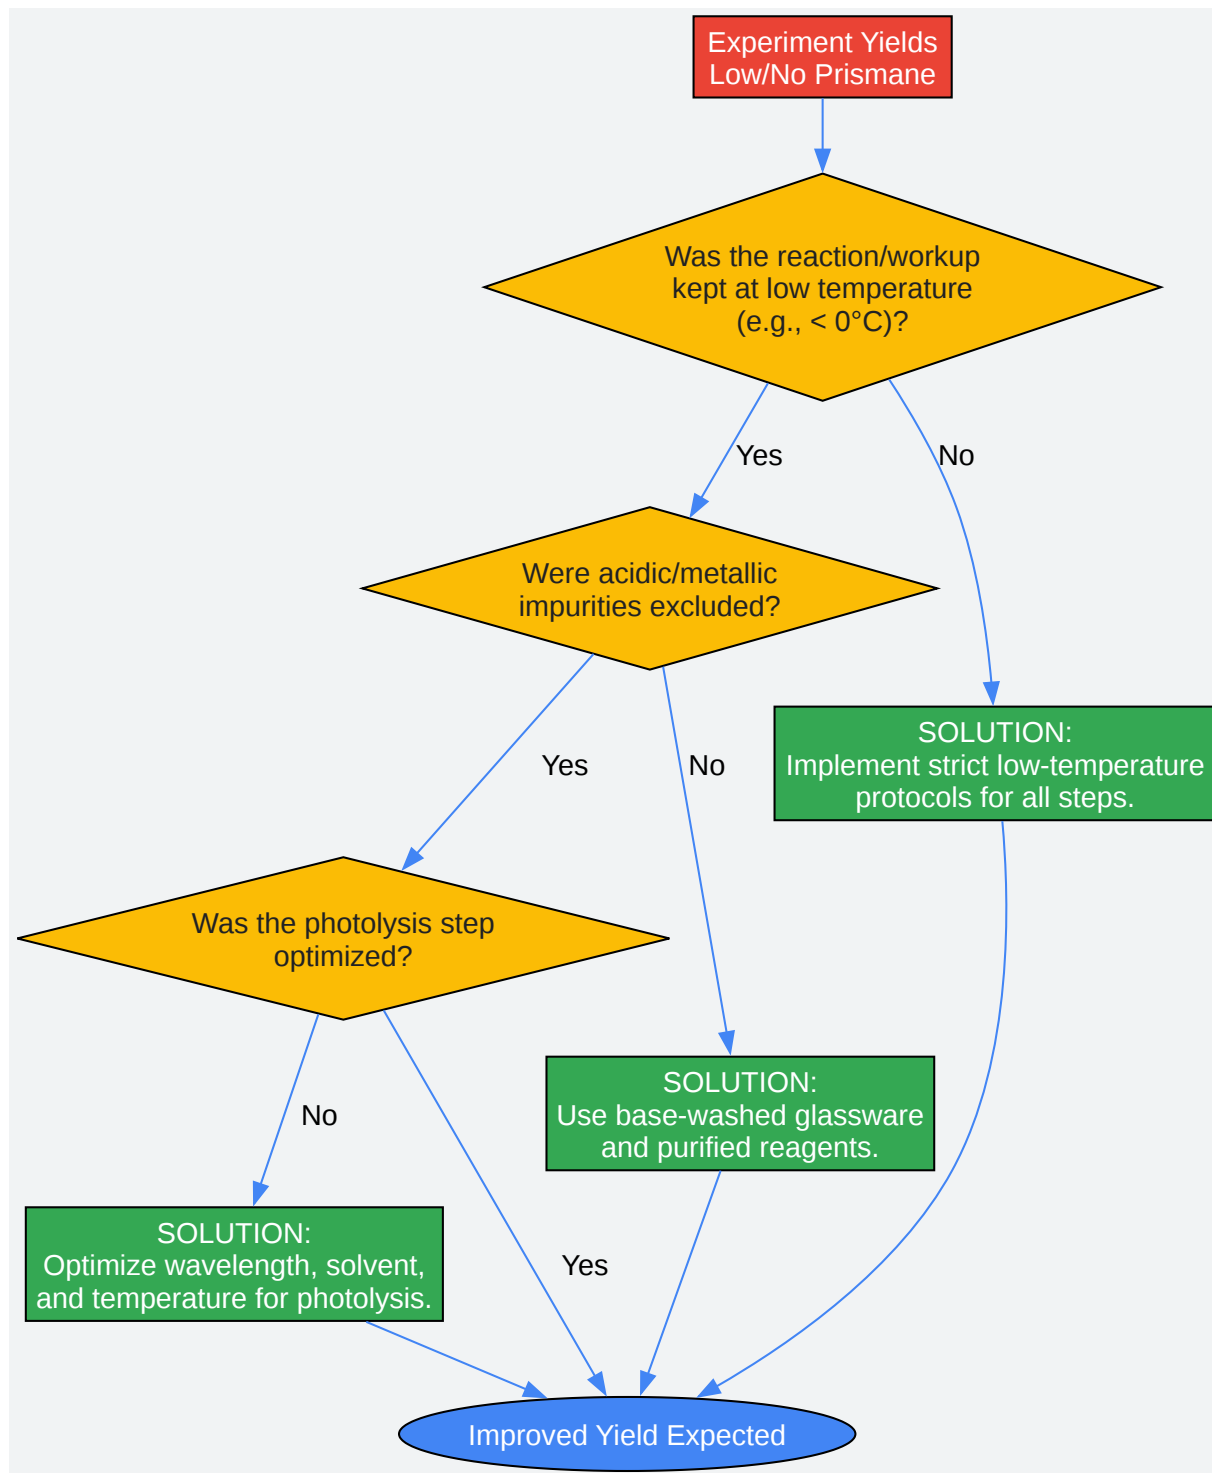 Experiment Yields
Low/No Prismane
Was the reaction/workup
kept at low temperature
(e.g., < 0°C)?
Yes
No
Were acidic/metallic
impurities excluded?
SOLUTION:
Implement strict low-temperature
protocols for all steps.
Yes
No
Was the photolysis step
optimized?
SOLUTION:
Use base-washed glassware
and purified reagents.
No
Yes
SOLUTION:
Optimize wavelength, solvent,
and temperature for photolysis.
Improved Yield Expected